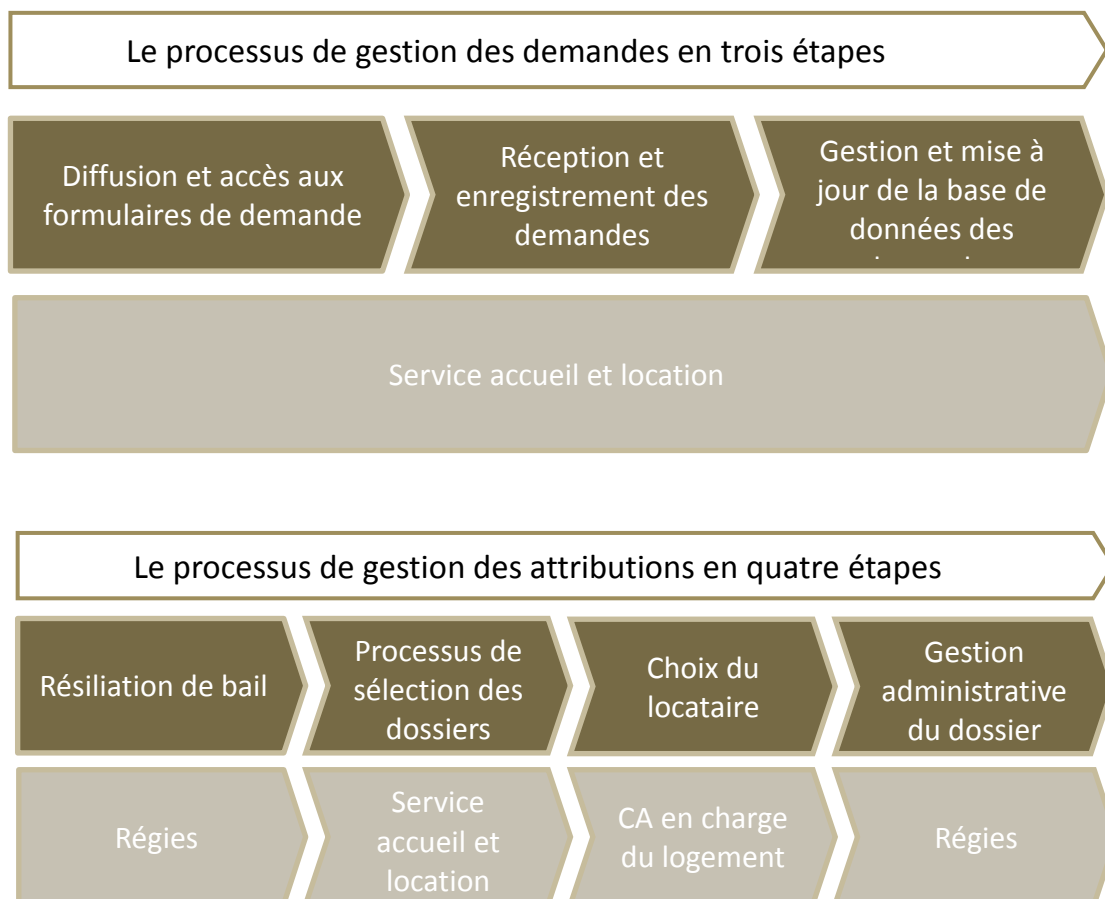 Le processus de gestion des demandes en trois étapes
Diffusion et accès aux
formulaires de demande
Réception et
enregistrement des
demandes
Gestion et mise à
jour de la base de
données des
Service accueil et location
Le processus de gestion des attributions en quatre étapes
Résiliation de bail
Processus de
sélection des
dossiers
Choix du
locataire
Gestion
administrative
du dossier
Régies
Service
accueil et
location
CA en charge
du logement
Régies